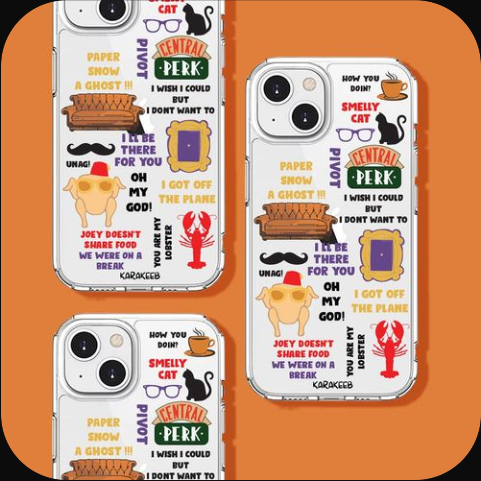 SMELLY
CAT
PAPER
SNOW
A GHOST !!!
PIVOT
CENTRAL
PERK
I WISH I COULD
BUT
I DONT WANT TO
I'LL BE
THERE
FOR YOU
UNAGI!
OH
MY
GOD!
I GOT OFF
THE PLANE
JOEY DOESN'T
SHARE FOOD
WE WERE ON A
BREAK
YOU ARE MY
LOBSTER
KARAKEEB
HOW YOU
DOIN?
SMELLY
CAT
PAPER
SNOW
A GHOST !!!
PIVOT
CENTRAL
PERK
I WISH I COULD
BUT
I DONT WANT TO
I'LL BE
THERE
FOR YOU
UNAGI!
OH
MY
GOD!
I GOT OFF
THE PLANE
JOEY DOESN'T
SHARE FOOD
WE WERE ON A
BREAK
YOU ARE MY
LOBSTER
KARAKEEB
HOW YOU
DOIN?
SMELLY
CAT
PAPER
SNOW
A GHOST !!!
PIVOT
CENTRAL
PERK
I WISH I COULD
BUT
I DONT WANT TO